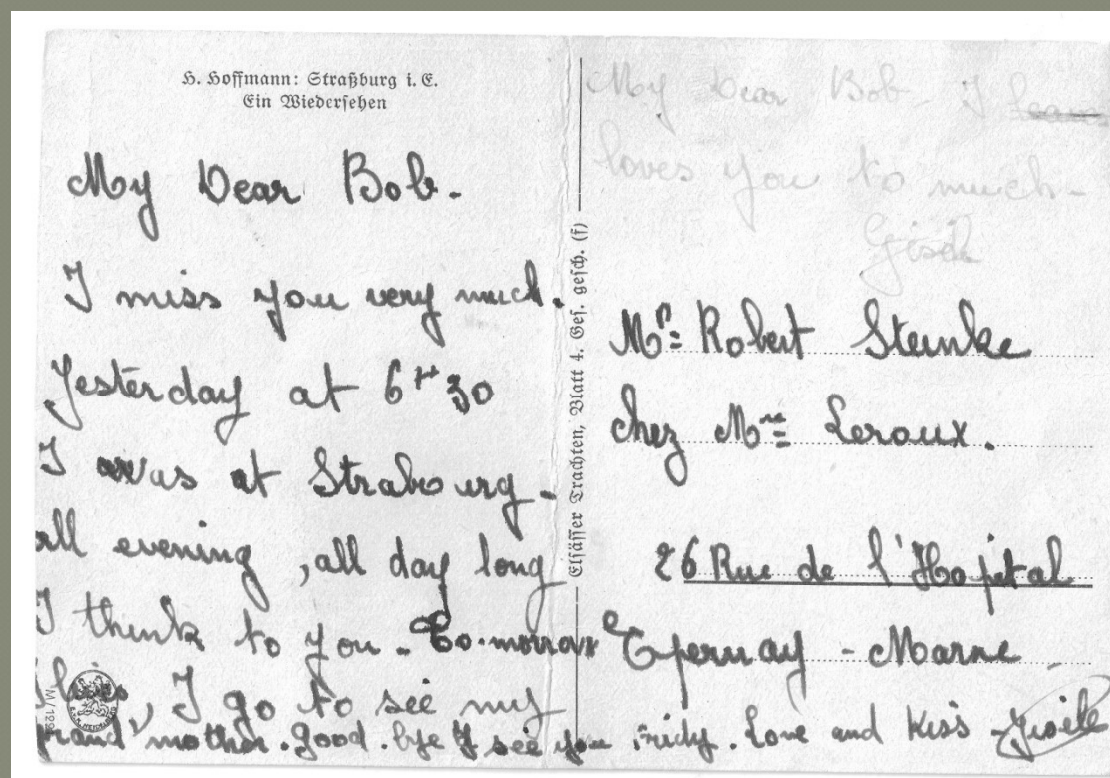 H. Hoffmann: Straßburg i. E.
Ein Wiedersehen
My Dear Bob.
I miss you very much.
Yesterday at 6H30
I was at Strabourg -
all evening, all day long
I think to you. To-morrow
I go to see my
grand'mother. good. bye I see you fridy. Love and Kiss Gisèle
Elsässer Trachten, Blatt 4. Ges. gesch. (f)
My Dear Bob - I leave
loves you to much -
Gisèle
Mr Robert Steinke
chez Mme Leroux.
26 Rue de l'Hopital
Epernay - Marne